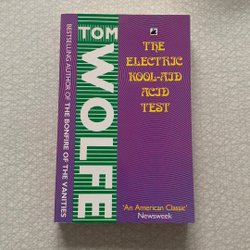 BESTSELLING AUTHOR OF THE BONFIRE OF THE VANITIES
TOM
WOLFE
THE
ELECTRIC
KOOL-AID
ACID
TEST
'An American Classic'
Newsweek